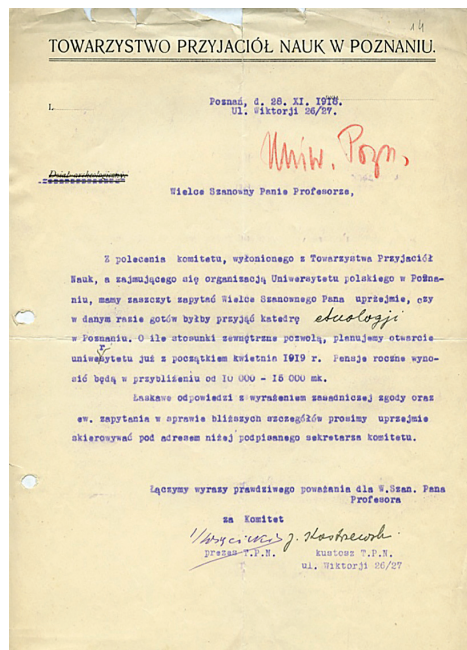 14
TOWARZYSTWO PRZYJACIÓŁ NAUK W POZNANIU.
L.
Poznań, d. 28. XI. 1918.
Ul. Wiktorji 26/27.
Uniw. Pozn.
Dział archeologiczny
Wielce Szanowny Panie Profesorze,
Z polecenia komitetu, wyłonionego z Towarzystwa Przyjaciół
Nauk, a zajmującego się organizacją Uniwersytetu polskiego w Pozna-
niu, mamy zaszczyt zapytać Wielce Szanownego Pana uprzejmie, czy
w danym razie gotów byłby przyjąć katedrę etnologji
w Poznaniu. O ile stosunki zewnętrzne pozwolą, planujemy otwarcie
uniwersytetu już z początkiem kwietnia 1919 r. Pensje roczne wyno-
sić będą w przybliżeniu od 10 000 - 15 000 mk.
Łaskawe odpowiedzi z wyrażeniem zasadniczej zgody oraz
ew. zapytania w sprawie bliższych szczegółów prosimy uprzejmie
skierowywać pod adresem niżej podpisanego sekretarza komitetu.
Łączymy wyrazy prawdziwego poważania dla W.Szan. Pana
Profesora
za Komitet
J. Kostrzewski
prezes T.P.N. kustosz T.P.N.
ul. Wiktorji 26/27